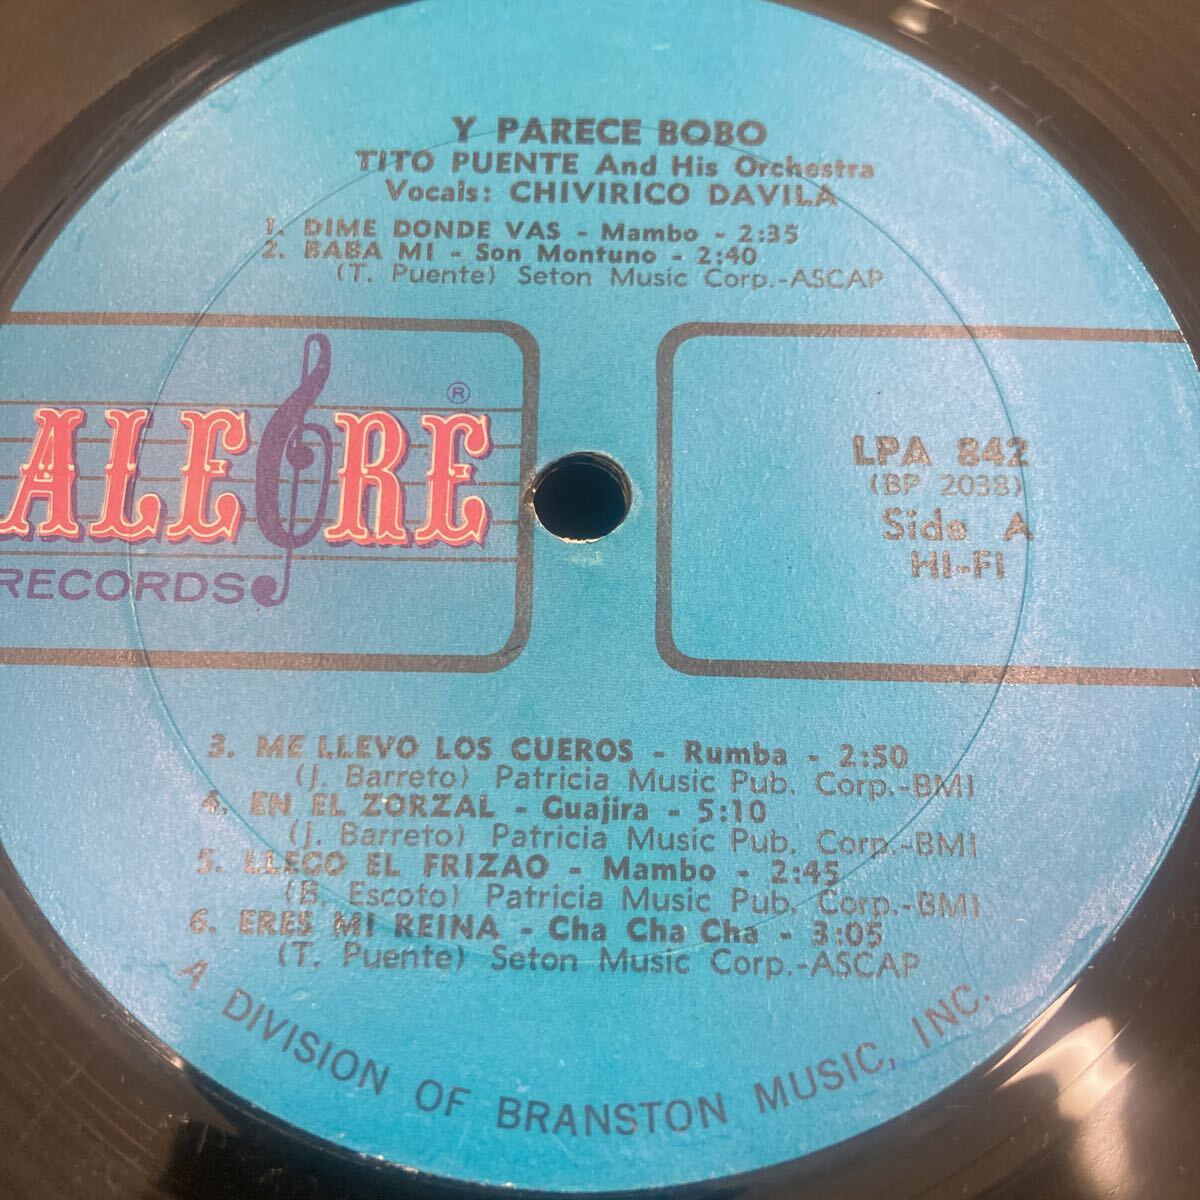 Y PARECE BOBO
TITO PUENTE And His Orchestra
Vocals: CHIVIRICO DAVILA
1. DIME DONDE VAS - Mambo - 2:35
2. BABA MI - Son Montuno - 2:40
(T. Puente) Seton Music Corp.-ASCAP
ALEGRE ®
RECORDS
LPA 842
(BP 2038)
Side A
HI-FI
3. ME LLEVO LOS CUEROS - Rumba - 2:50
(J. Barreto) Patricia Music Pub. Corp.-BMI
4. EN EL ZORZAL - Guajira - 5:10
(J. Barreto) Patricia Music Pub. Corp.-BMI
5. LLEGO EL FRIZAO - Mambo - 2:45
(B. Escoto) Patricia Music Pub. Corp.-BMI
6. ERES MI REINA - Cha Cha Cha - 3:05
(T. Puente) Seton Music Corp.-ASCAP
A DIVISION OF BRANSTON MUSIC, INC.